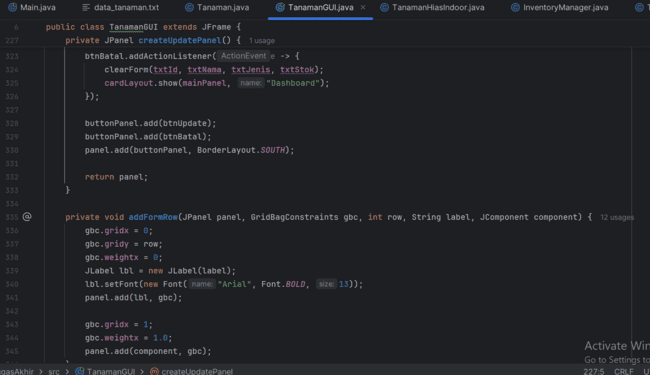 Main.java data_tanaman.txt Tanaman.java TanamanGUI.java × TanamanHiasIndoor.java InventoryManager.java
6 public class TanamanGUI extends JFrame {
227 private JPanel createUpdatePanel() { 1 usage
323 btnBatal.addActionListener( ActionEvent e -> {
324 clearForm(txtId, txtNama, txtJenis, txtStok);
325 cardLayout.show(mainPanel, name: "Dashboard");
326 });
327
328 buttonPanel.add(btnUpdate);
329 buttonPanel.add(btnBatal);
330 panel.add(buttonPanel, BorderLayout.SOUTH);
331
332 return panel;
333 }
334
335 @ private void addFormRow(JPanel panel, GridBagConstraints gbc, int row, String label, JComponent component) { 12 usages
336 gbc.gridx = 0;
337 gbc.gridy = row;
338 gbc.weightx = 0;
339 JLabel lbl = new JLabel(label);
340 lbl.setFont(new Font( name: "Arial", Font.BOLD, size: 13));
341 panel.add(lbl, gbc);
342
343 gbc.gridx = 1;
344 gbc.weightx = 1.0;
345 panel.add(component, gbc);
Activate Win
Go to Settings to
gasAkhir > src > TanamanGUI > createUpdatePanel 227:5 CRLF U